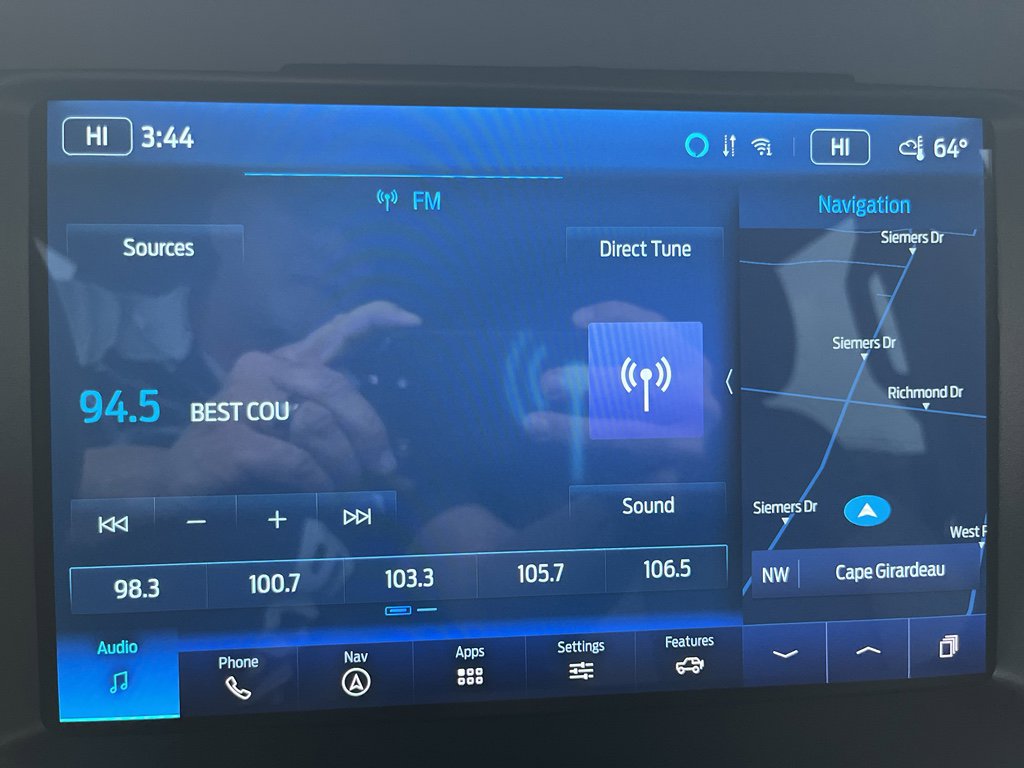 HI 3:44
HI 64°
FM
Navigation
Sources
Direct Tune
Siemers Dr
Siemers Dr
Richmond Dr
94.5 BEST COU
Sound
Siemers Dr
West
NW Cape Girardeau
98.3 100.7 103.3 105.7 106.5
Audio Phone Nav Apps Settings Features